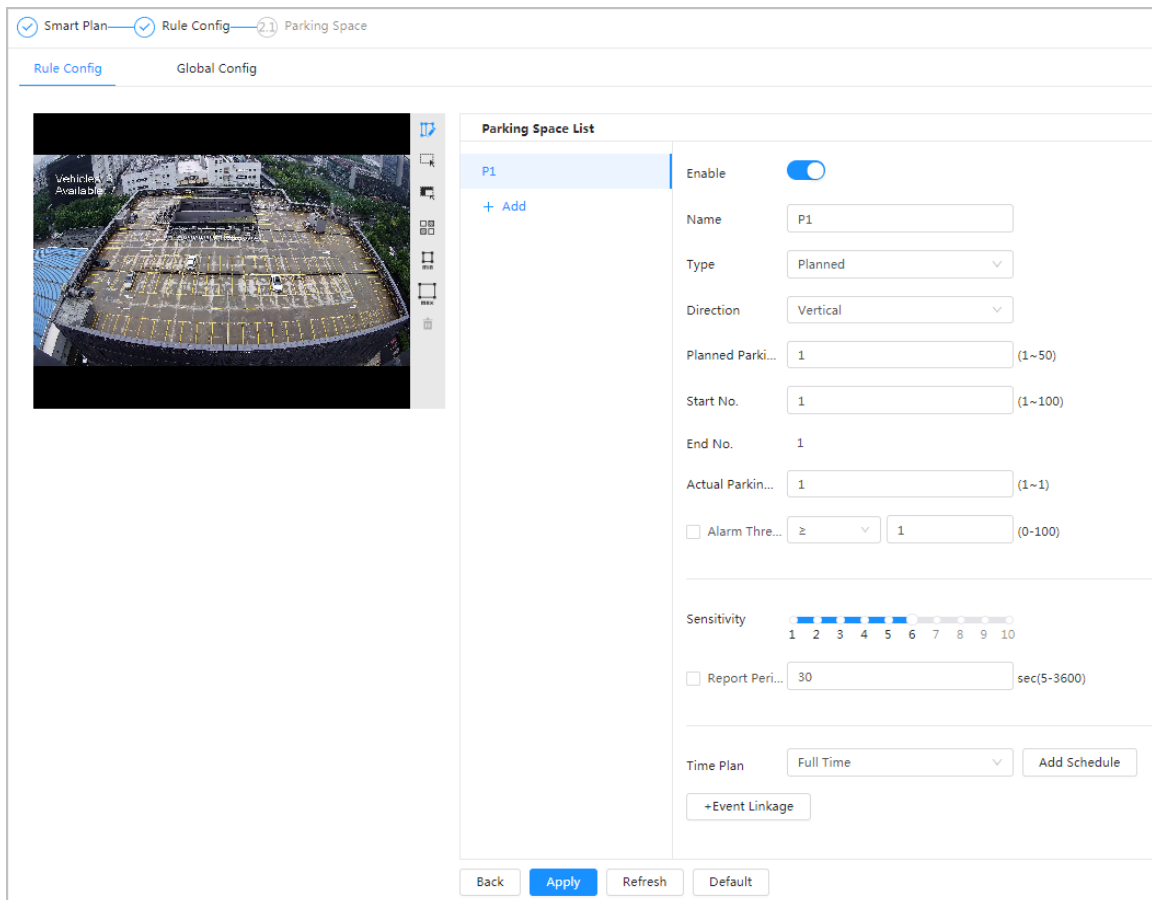 Smart Plan Rule Config 2.1 Parking Space
Rule Config Global Config
Vehicles:
Available:
min
max
Parking Space List
P1
+ Add
Enable
Name P1
Type Planned
Direction Vertical
Planned Parki... 1 (1~50)
Start No. 1 (1~100)
End No. 1
Actual Parkin... 1 (1~1)
Alarm Thre... ≥ 1 (0-100)
Sensitivity
1 2 3 4 5 6 7 8 9 10
Report Peri... 30 sec(5-3600)
Time Plan Full Time Add Schedule
+Event Linkage
Back Apply Refresh Default